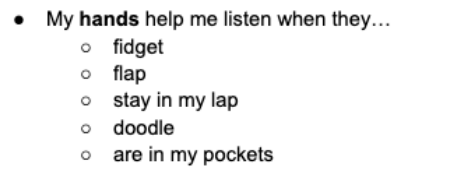 ● My hands help me listen when they…
○ fidget
○ flap
○ stay in my lap
○ doodle
○ are in my pockets